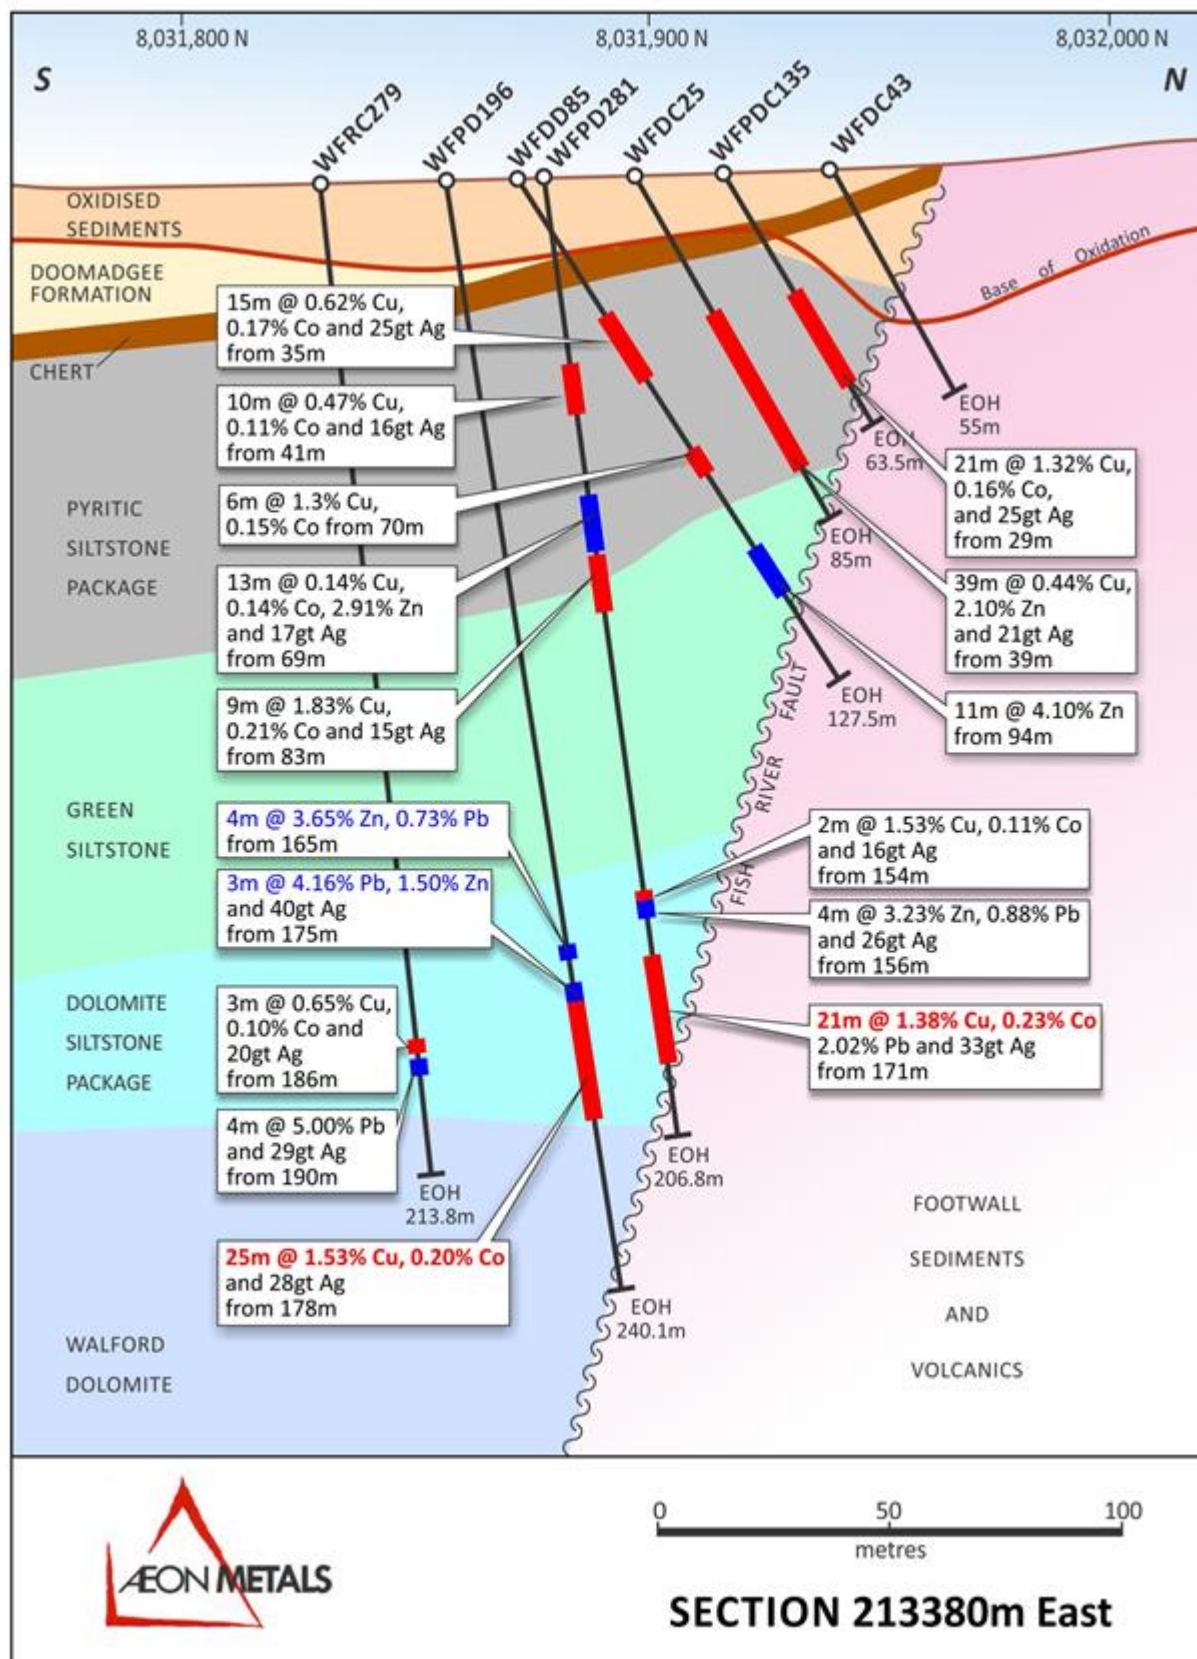 8,031,800 N
8,031,900 N
8,032,000 N
S
N
WFRC279
WFPD196
WFDD85
WFPD281
WFDC25
WFPDC135
WFDC43
OXIDISED
SEDIMENTS
DOOMADGEE
FORMATION
CHERT
Base of Oxidation
15m @ 0.62% Cu,
0.17% Co and 25gt Ag
from 35m
10m @ 0.47% Cu,
0.11% Co and 16gt Ag
from 41m
6m @ 1.3% Cu,
0.15% Co from 70m
13m @ 0.14% Cu,
0.14% Co, 2.91% Zn
and 17gt Ag
from 69m
9m @ 1.83% Cu,
0.21% Co and 15gt Ag
from 83m
PYRITIC
SILTSTONE
PACKAGE
EOH
55m
EOH
63.5m
EOH
85m
EOH
127.5m
21m @ 1.32% Cu,
0.16% Co,
and 25gt Ag
from 29m
39m @ 0.44% Cu,
2.10% Zn
and 21gt Ag
from 39m
11m @ 4.10% Zn
from 94m
GREEN
SILTSTONE
4m @ 3.65% Zn, 0.73% Pb
from 165m
3m @ 4.16% Pb, 1.50% Zn
and 40gt Ag
from 175m
FISH RIVER FAULT
2m @ 1.53% Cu, 0.11% Co
and 16gt Ag
from 154m
4m @ 3.23% Zn, 0.88% Pb
and 26gt Ag
from 156m
DOLOMITE
SILTSTONE
PACKAGE
3m @ 0.65% Cu,
0.10% Co and
20gt Ag
from 186m
4m @ 5.00% Pb
and 29gt Ag
from 190m
21m @ 1.38% Cu, 0.23% Co
2.02% Pb and 33gt Ag
from 171m
EOH
213.8m
EOH
206.8m
25m @ 1.53% Cu, 0.20% Co
and 28gt Ag
from 178m
EOH
240.1m
WALFORD
DOLOMITE
FOOTWALL
SEDIMENTS
AND
VOLCANICS
ÆON METALS
0 50 100
metres
SECTION 213380m East